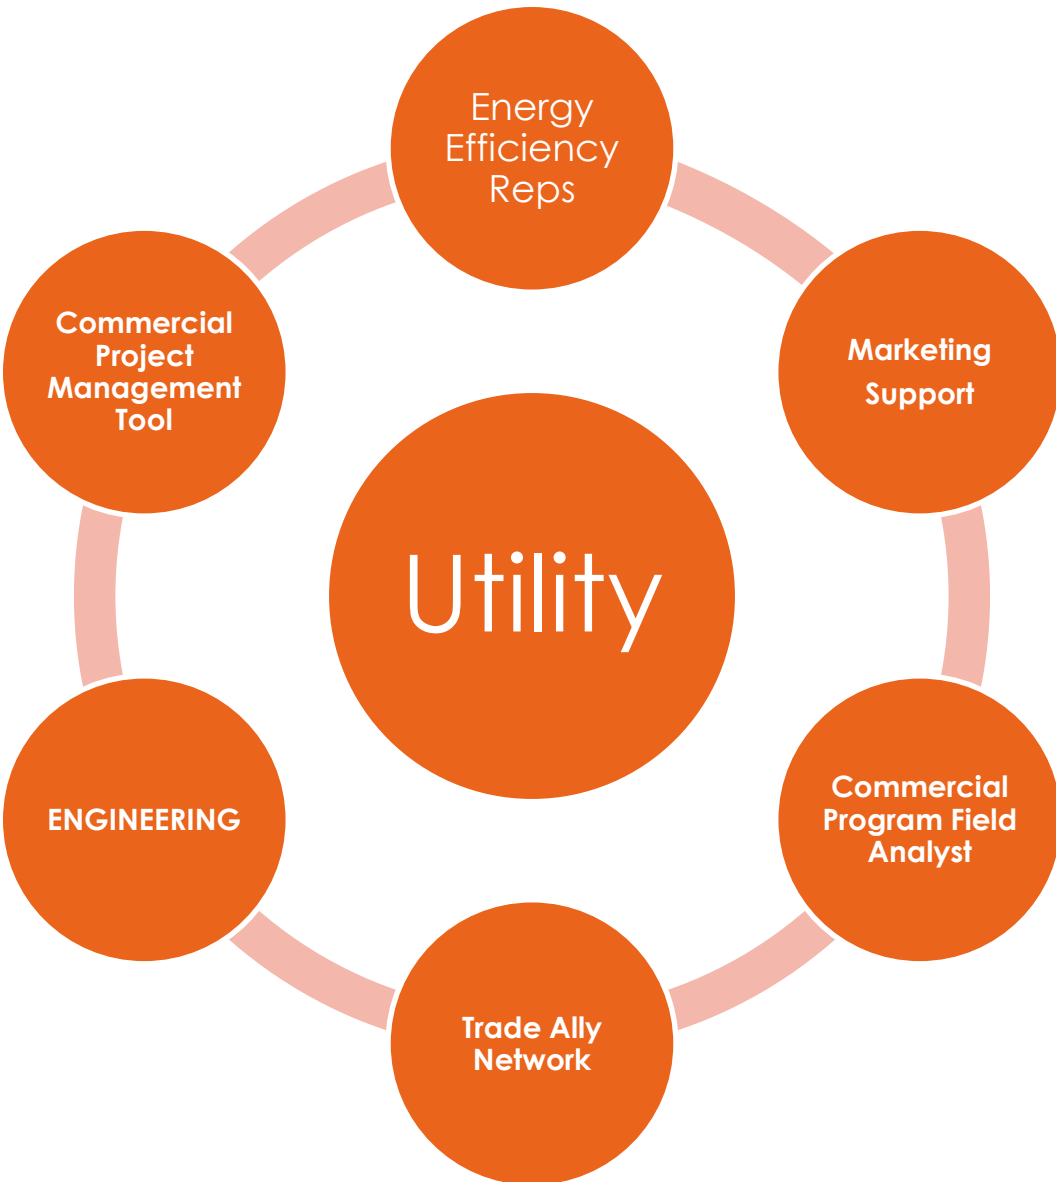 Energy
Efficiency
Reps
Commercial
Project
Management
Tool
Marketing
Support
Utility
ENGINEERING
Commercial
Program Field
Analyst
Trade Ally
Network